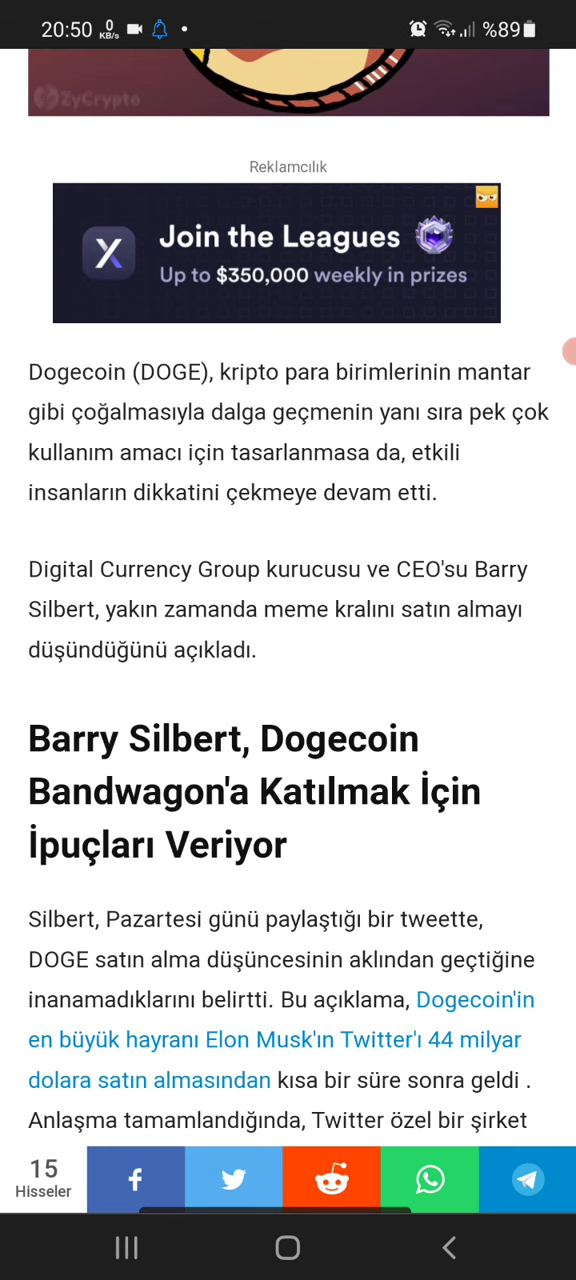 20:50 0 KB/s %89
ZyCrypto
Reklamcılık
Join the Leagues
Up to $350,000 weekly in prizes
Dogecoin (DOGE), kripto para birimlerinin mantar
gibi çoğalmasıyla dalga geçmenin yanı sıra pek çok
kullanım amacı için tasarlanmasa da, etkili
insanların dikkatini çekmeye devam etti.
Digital Currency Group kurucusu ve CEO'su Barry
Silbert, yakın zamanda meme kralını satın almayı
düşündüğünü açıkladı.
Barry Silbert, Dogecoin
Bandwagon'a Katılmak İçin
İpuçları Veriyor
Silbert, Pazartesi günü paylaştığı bir tweette,
DOGE satın alma düşüncesinin aklından geçtiğine
inanamadıklarını belirtti. Bu açıklama, Dogecoin'in
en büyük hayranı Elon Musk'ın Twitter'ı 44 milyar
dolara satın almasından kısa bir süre sonra geldi .
Anlaşma tamamlandığında, Twitter özel bir şirket
15
Hisseler